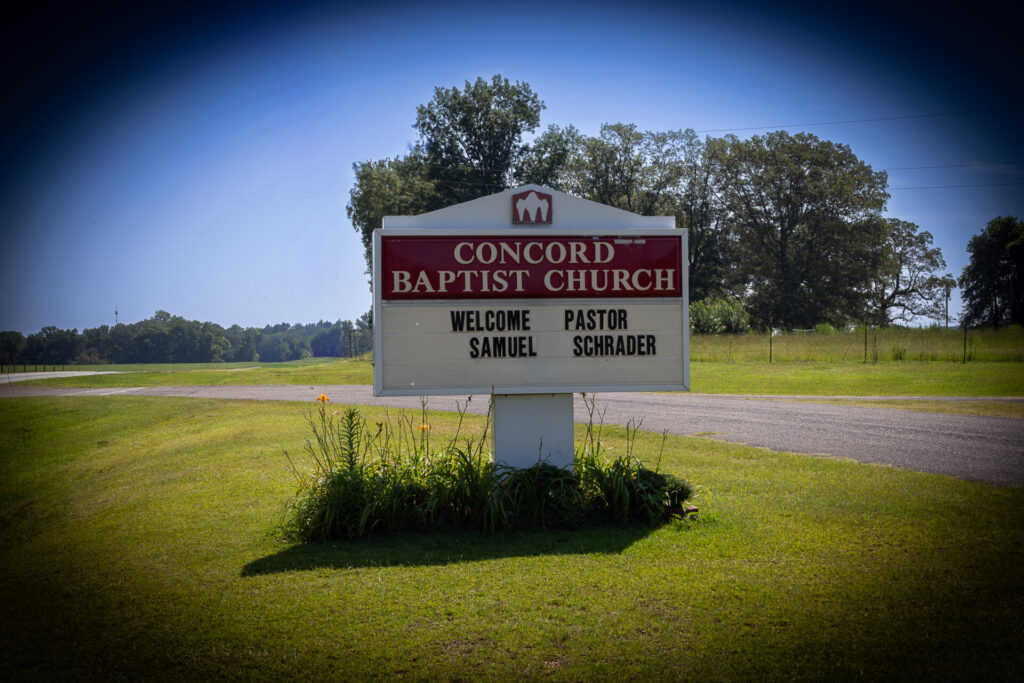 CONCORD
BAPTIST CHURCH
WELCOME PASTOR
SAMUEL SCHRADER